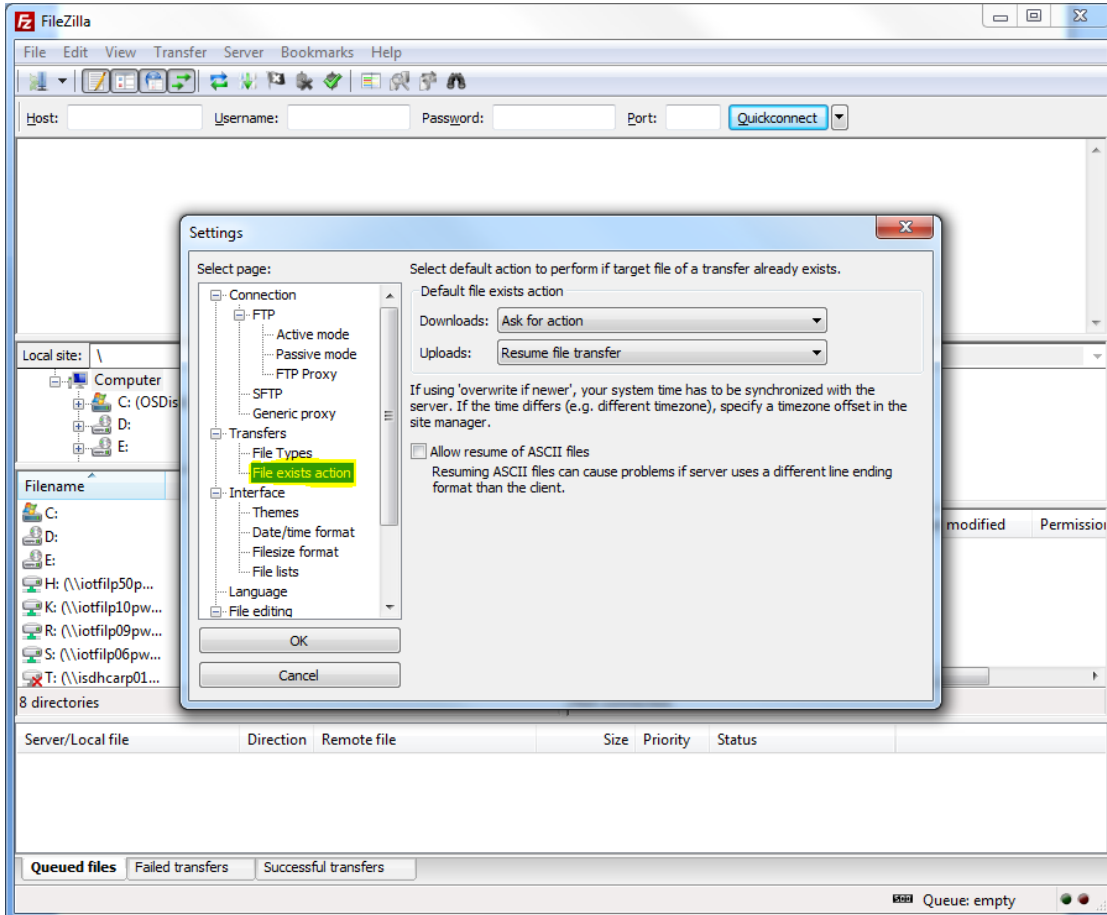 FileZilla
File Edit View Transfer Server Bookmarks Help
Host: Username: Password: Port: Quickconnect
Settings
Select page:
Connection
FTP
Active mode
Passive mode
FTP Proxy
SFTP
Generic proxy
Transfers
File Types
File exists action
Interface
Themes
Date/time format
Filesize format
File lists
Language
File editing
OK
Cancel
Select default action to perform if target file of a transfer already exists.
Default file exists action
Downloads: Ask for action
Uploads: Resume file transfer
If using 'overwrite if newer', your system time has to be synchronized with the
server. If the time differs (e.g. different timezone), specify a timezone offset in the
site manager.
Allow resume of ASCII files
Resuming ASCII files can cause problems if server uses a different line ending
format than the client.
Local site: \
Computer
C: (OSDis
D:
E:
Filename
modified Permission
C:
D:
E:
H: (\\iotfilp50p...
K: (\\iotfilp10pw...
R: (\\iotfilp09pw...
S: (\\iotfilp06pw...
T: (\\isdhcarp01...
8 directories
Server/Local file Direction Remote file Size Priority Status
Queued files Failed transfers Successful transfers
Queue: empty